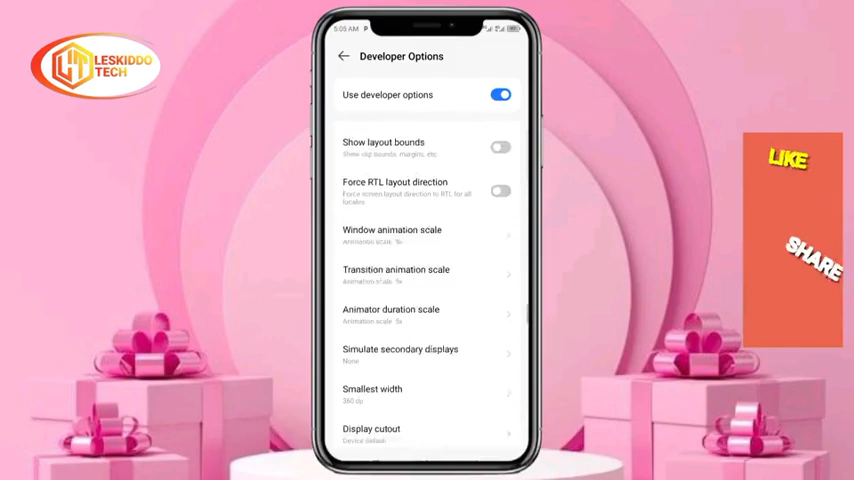 LESKIDDO
TECH
5:05 AM
Developer Options
Use developer options
Show layout bounds
Show clip bounds, margins, etc.
Force RTL layout direction
Force screen layout direction to RTL for all
locales
Window animation scale
Animation scale
Transition animation scale
Animation scale 5x
Animator duration scale
Animation scale 5x
Simulate secondary displays
None
Smallest width
360 dp
Display cutout
Device default
LIKE
SHARE